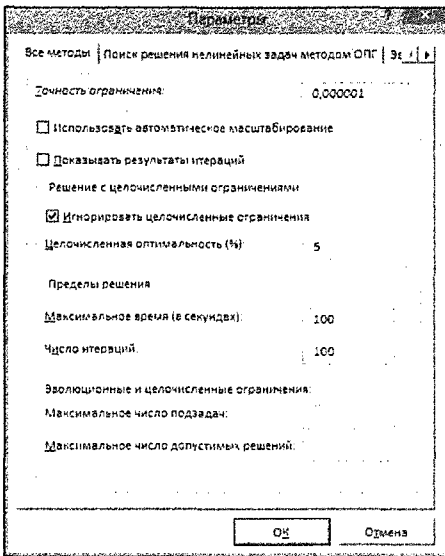 Параметры ?
Все методы Поиск решения нелинейных задач методом ОПГ Эв
Точность ограничения: 0,000001
Использовать автоматическое масштабирование
Показывать результаты итераций
Решение с целочисленными ограничениями
Игнорировать целочисленные ограничения
Целочисленная оптимальность (%): 5
Пределы решения
Максимальное время (в секундах): 100
Число итераций: 100
Эволюционные и целочисленные ограничения:
Максимальное число подзадач:
Максимальное число допустимых решений:
ОК Отмена